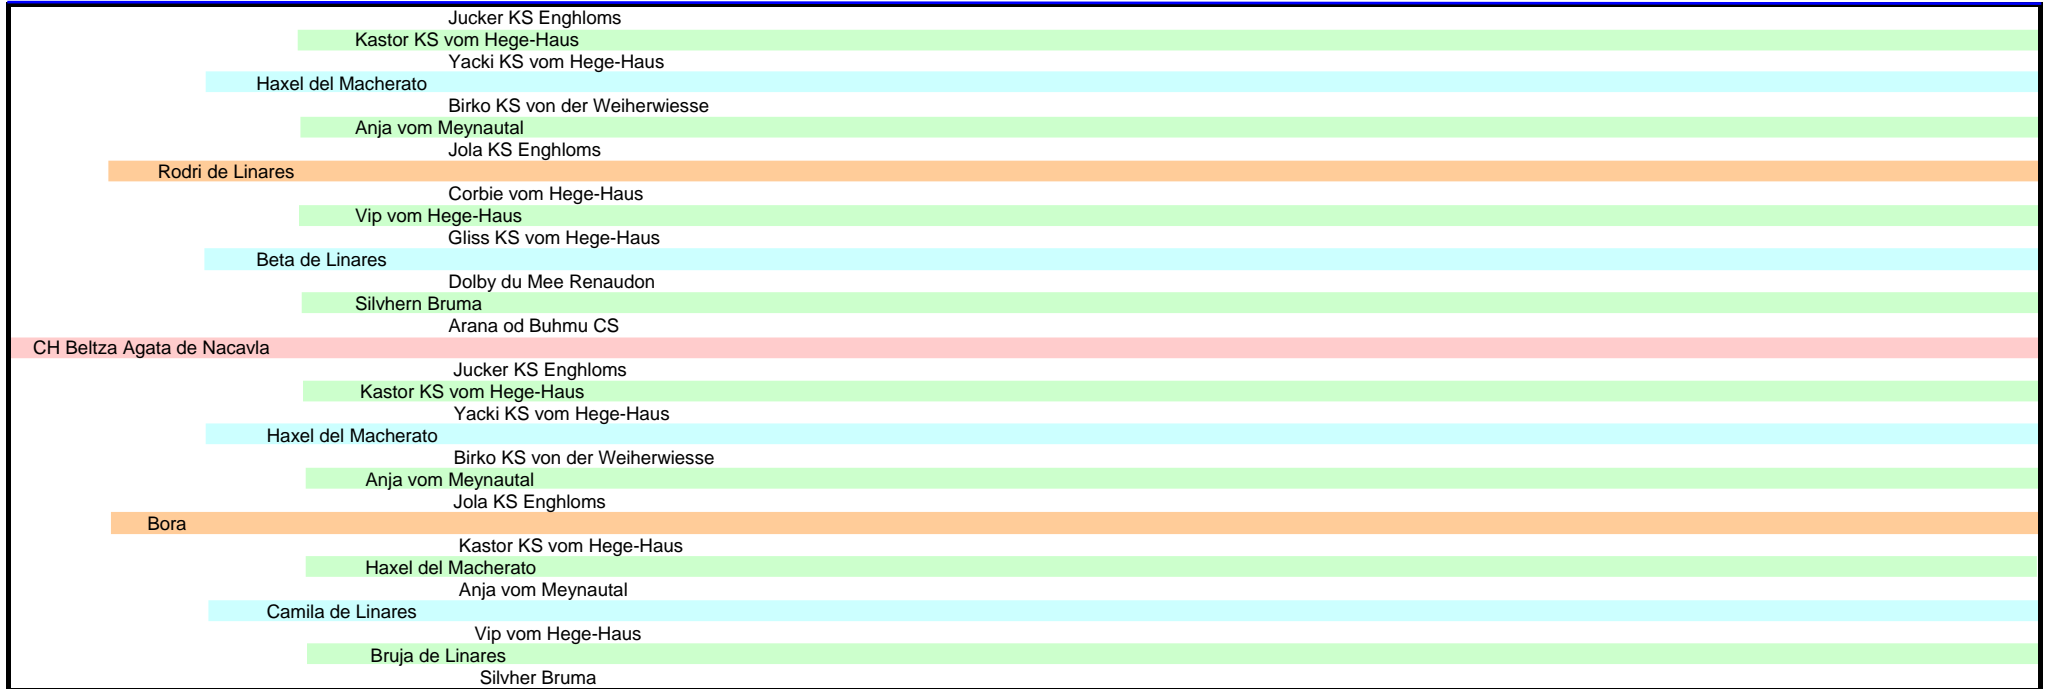 Jucker KS Enghloms
Kastor KS vom Hege-Haus
Yacki KS vom Hege-Haus
Haxel del Macherato
Birko KS von der Weiherwiesse
Anja vom Meynautal
Jola KS Enghloms
Rodri de Linares
Corbie vom Hege-Haus
Vip vom Hege-Haus
Gliss KS vom Hege-Haus
Beta de Linares
Dolby du Mee Renaudon
Silvhern Bruma
Arana od Buhmu CS
CH Beltza Agata de Nacavla
Jucker KS Enghloms
Kastor KS vom Hege-Haus
Yacki KS vom Hege-Haus
Haxel del Macherato
Birko KS von der Weiherwiesse
Anja vom Meynautal
Jola KS Enghloms
Bora
Kastor KS vom Hege-Haus
Haxel del Macherato
Anja vom Meynautal
Camila de Linares
Vip vom Hege-Haus
Bruja de Linares
Silvher Bruma